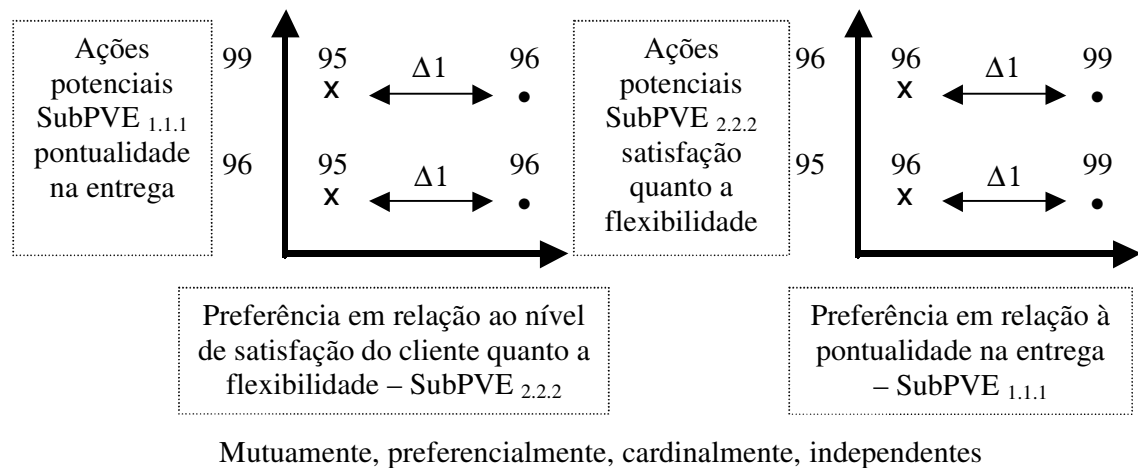 Ações
potenciais
SubPVE 1.1.1
pontualidade
na entrega
99
96
95
x
Δ1
96
•
95
x
Δ1
96
•
Preferência em relação ao nível
de satisfação do cliente quanto a
flexibilidade – SubPVE 2.2.2
Ações
potenciais
SubPVE 2.2.2
satisfação
quanto a
flexibilidade
96
95
96
x
Δ1
99
•
96
x
Δ1
99
•
Preferência em relação à
pontualidade na entrega
– SubPVE 1.1.1
Mutuamente, preferencialmente, cardinalmente, independentes